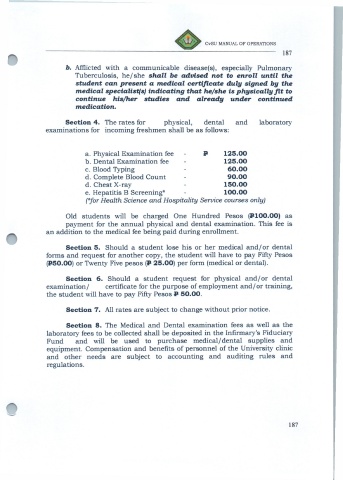 CvSU MANUAL OF OPERATIONS
187
b. Afflicted with a communicable disease(s), especially Pulmonary
Tuberculosis, he/she shall be advised not to enroll until the
student can present a medical certificate duly signed by the
medical specialist(s) indicating that he/she is physically fit to
continue his/her studies and already under continued
medication.
Section 4. The rates for physical, dental and laboratory
examinations for incoming freshmen shall be as follows:
a. Physical Examination fee - ₱ 125.00
b. Dental Examination fee - 125.00
c. Blood Typing - 60.00
d. Complete Blood Count - 90.00
d. Chest X-ray - 150.00
e. Hepatitis B Screening* - 100.00
(*for Health Science and Hospitality Service courses only)
Old students will be charged One Hundred Pesos (₱100.00) as
payment for the annual physical and dental examination. This fee is
an addition to the medical fee being paid during enrollment.
Section 5. Should a student lose his or her medical and/or dental
forms and request for another copy, the student will have to pay Fifty Pesos
(₱50.00) or Twenty Five pesos (₱ 25.00) per form (medical or dental).
Section 6. Should a student request for physical and/or dental
examination/ certificate for the purpose of employment and/or training,
the student will have to pay Fifty Pesos ₱ 50.00.
Section 7. All rates are subject to change without prior notice.
Section 8. The Medical and Dental examination fees as well as the
laboratory fees to be collected shall be deposited in the Infirmary's Fiduciary
Fund and will be used to purchase medical/dental supplies and
equipment. Compensation and benefits of personnel of the University clinic
and other needs are subject to accounting and auditing rules and
regulations.
187